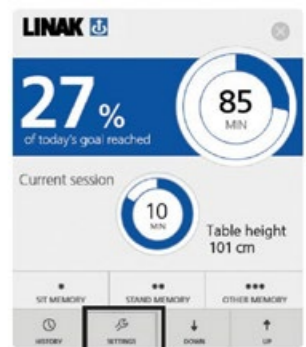 LINAK
27%
of today's goal reached
85
MIN
Current session
10
MIN
Table height
101 cm
SIT MEMORY
STAND MEMORY
OTHER MEMORY
HISTORY
SETTINGS
DOWN
UP